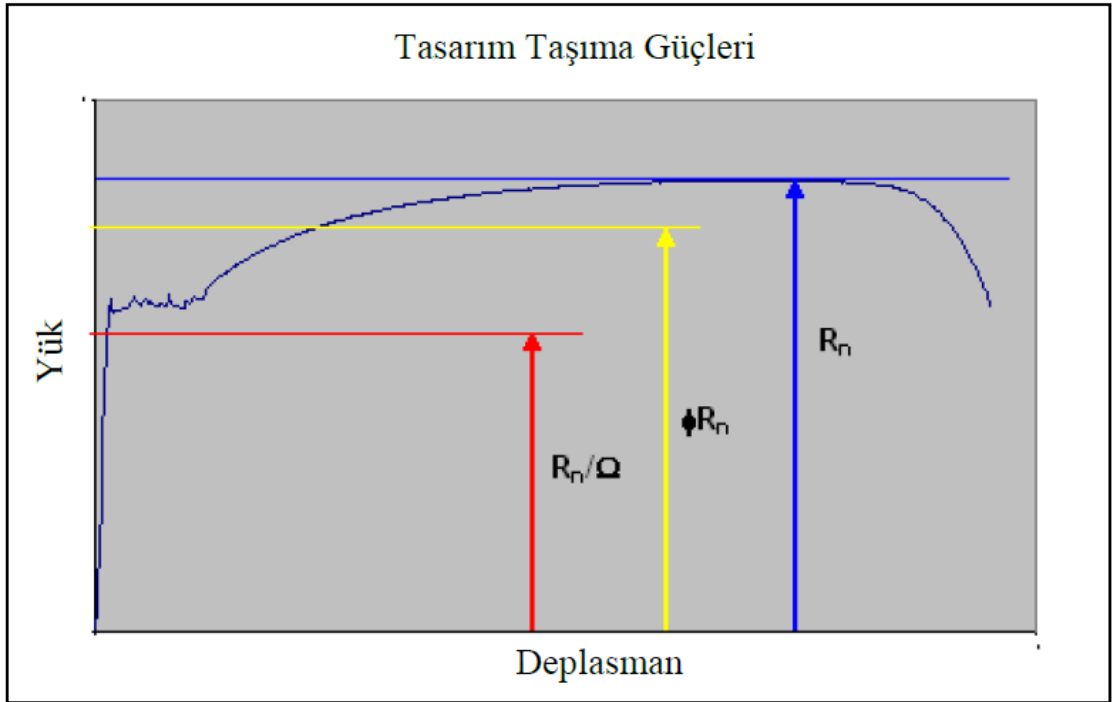 Tasarım Taşıma Güçleri
Yük
Rₙ
ϕRₙ
Rₙ/Ω
Deplasman